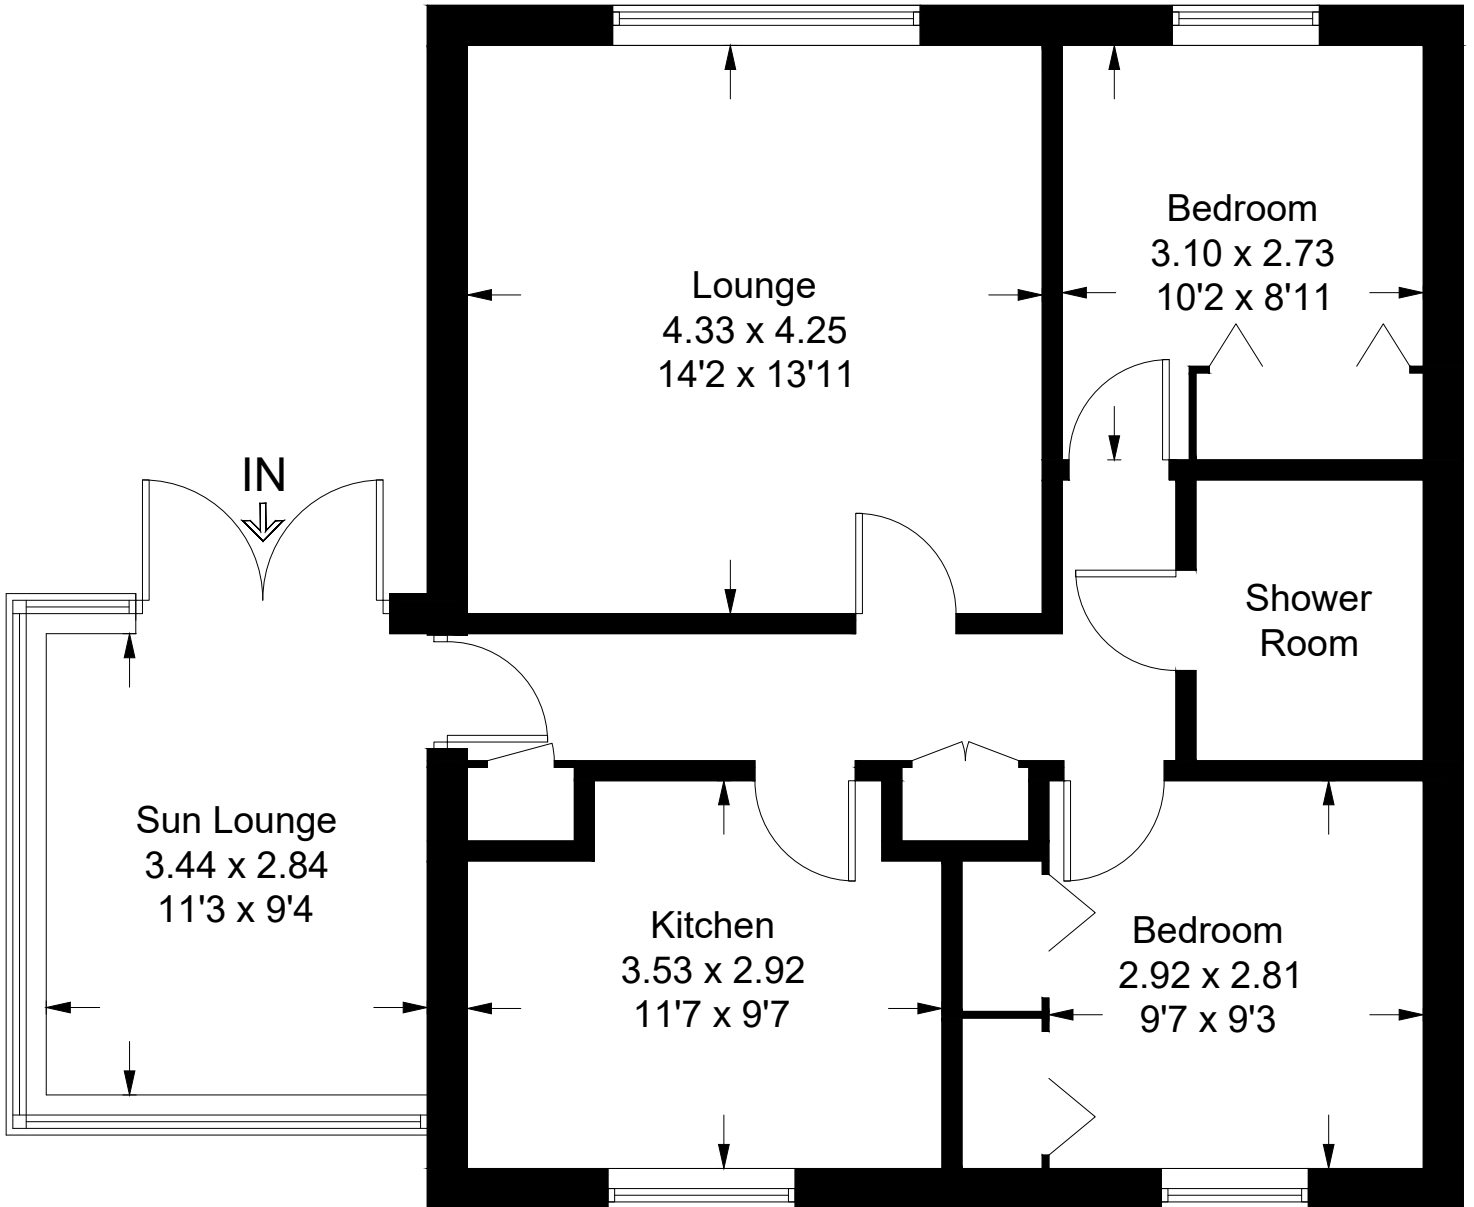 Bedroom
3.10 x 2.73
10'2 x 8'11
Lounge
4.33 x 4.25
14'2 x 13'11
IN
Shower
Room
Sun Lounge
3.44 x 2.84
11'3 x 9'4
Kitchen
3.53 x 2.92
11'7 x 9'7
Bedroom
2.92 x 2.81
9'7 x 9'3